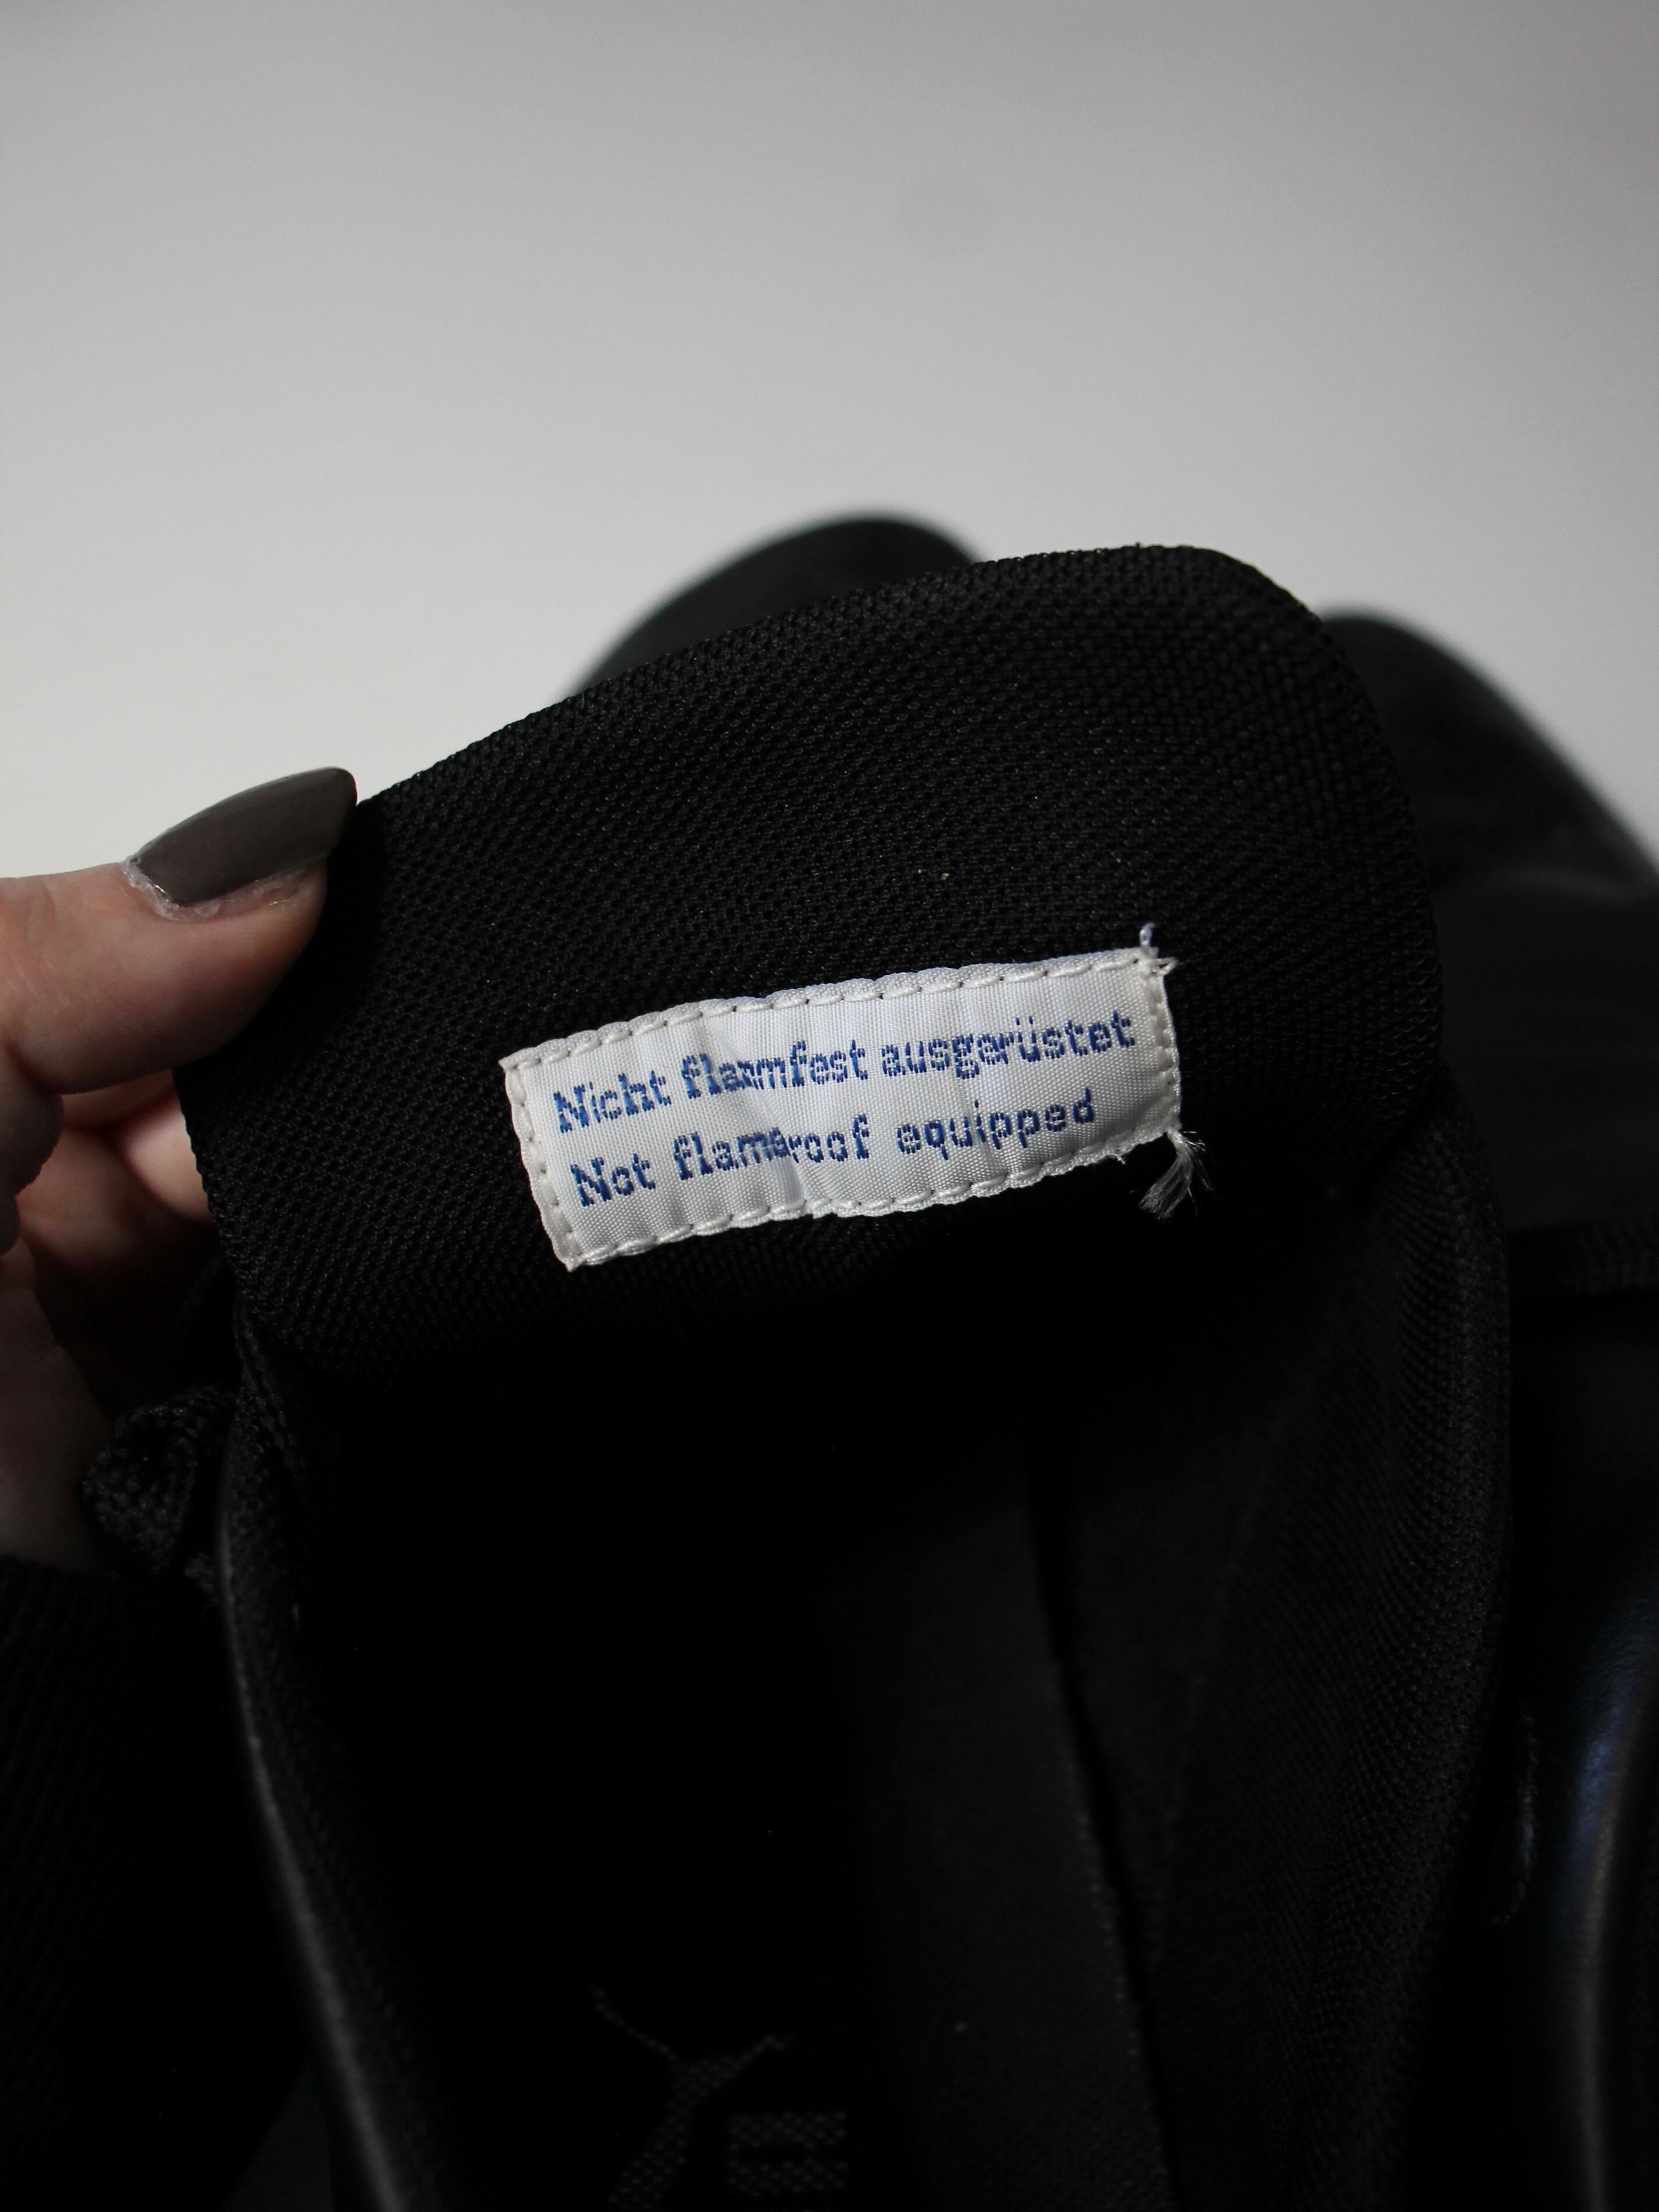 Nicht flammfest ausgerüstet
Not flameproof equipped